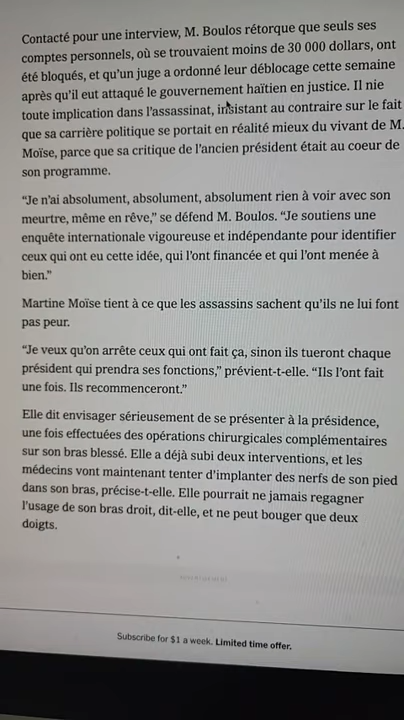 Contacté pour une interview, M. Boulos rétorque que seuls ses
comptes personnels, où se trouvaient moins de 30 000 dollars, ont
été bloqués, et qu'un juge a ordonné leur déblocage cette semaine
après qu'il eut attaqué le gouvernement haïtien en justice. Il nie
toute implication dans l'assassinat, insistant au contraire sur le fait
que sa carrière politique se portait en réalité mieux du vivant de M.
Moïse, parce que sa critique de l'ancien président était au coeur de
son programme.
“Je n'ai absolument, absolument, absolument rien à voir avec son
meurtre, même en rêve,” se défend M. Boulos. “Je soutiens une
enquête internationale vigoureuse et indépendante pour identifier
ceux qui ont eu cette idée, qui l'ont financée et qui l'ont menée à
bien.”
Martine Moïse tient à ce que les assassins sachent qu'ils ne lui font
pas peur.
“Je veux qu'on arrête ceux qui ont fait ça, sinon ils tueront chaque
président qui prendra ses fonctions,” prévient-t-elle. “Ils l'ont fait
une fois. Ils recommenceront.”
Elle dit envisager sérieusement de se présenter à la présidence,
une fois effectuées des opérations chirurgicales complémentaires
sur son bras blessé. Elle a déjà subi deux interventions, et les
médecins vont maintenant tenter d'implanter des nerfs de son pied
dans son bras, précise-t-elle. Elle pourrait ne jamais regagner
l'usage de son bras droit, dit-elle, et ne peut bouger que deux
doigts.
Subscribe for $1 a week. Limited time offer.